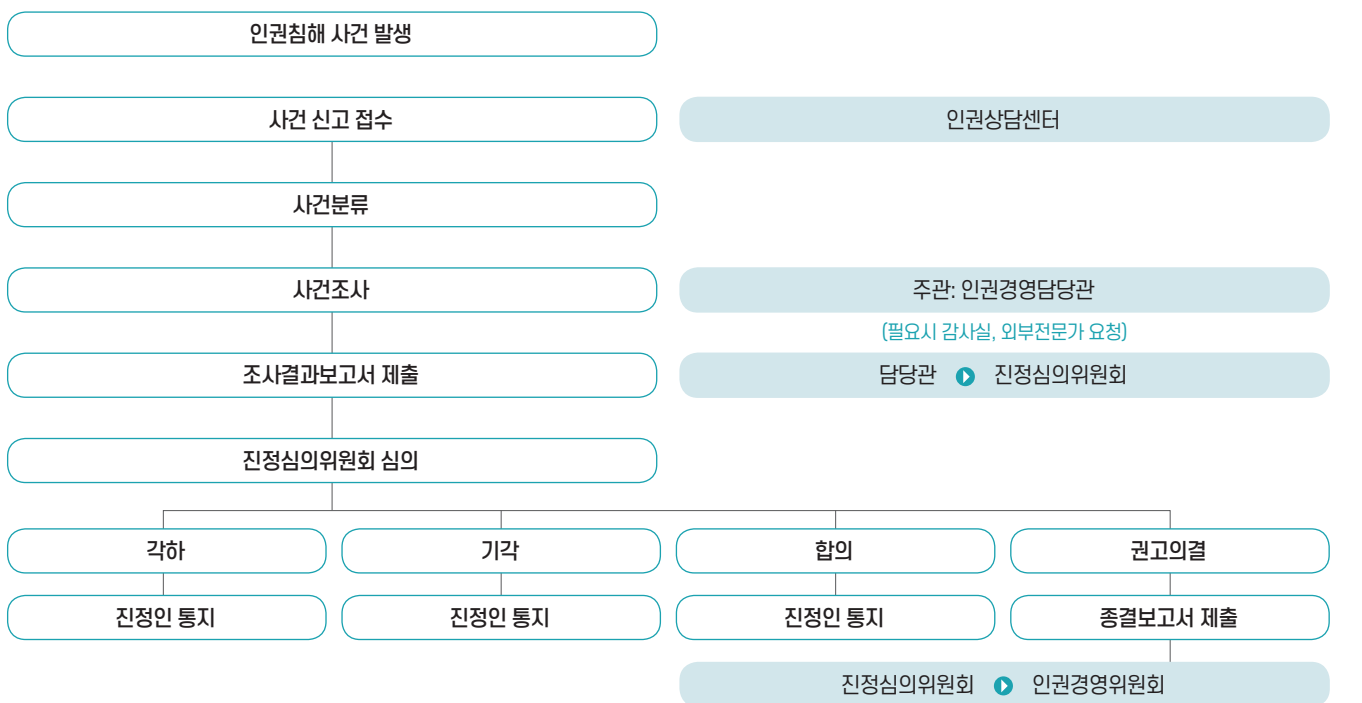 인권침해 사건 발생
사건 신고 접수
인권상담센터
사건분류
사건조사
주관: 인권경영담당관
(필요시 감사실, 외부전문가 요청)
조사결과보고서 제출
담당관 진정심의위원회
진정심의위원회 심의
각하 기각 합의 권고의결
진정인 통지 진정인 통지 진정인 통지 종결보고서 제출
진정심의위원회 인권경영위원회